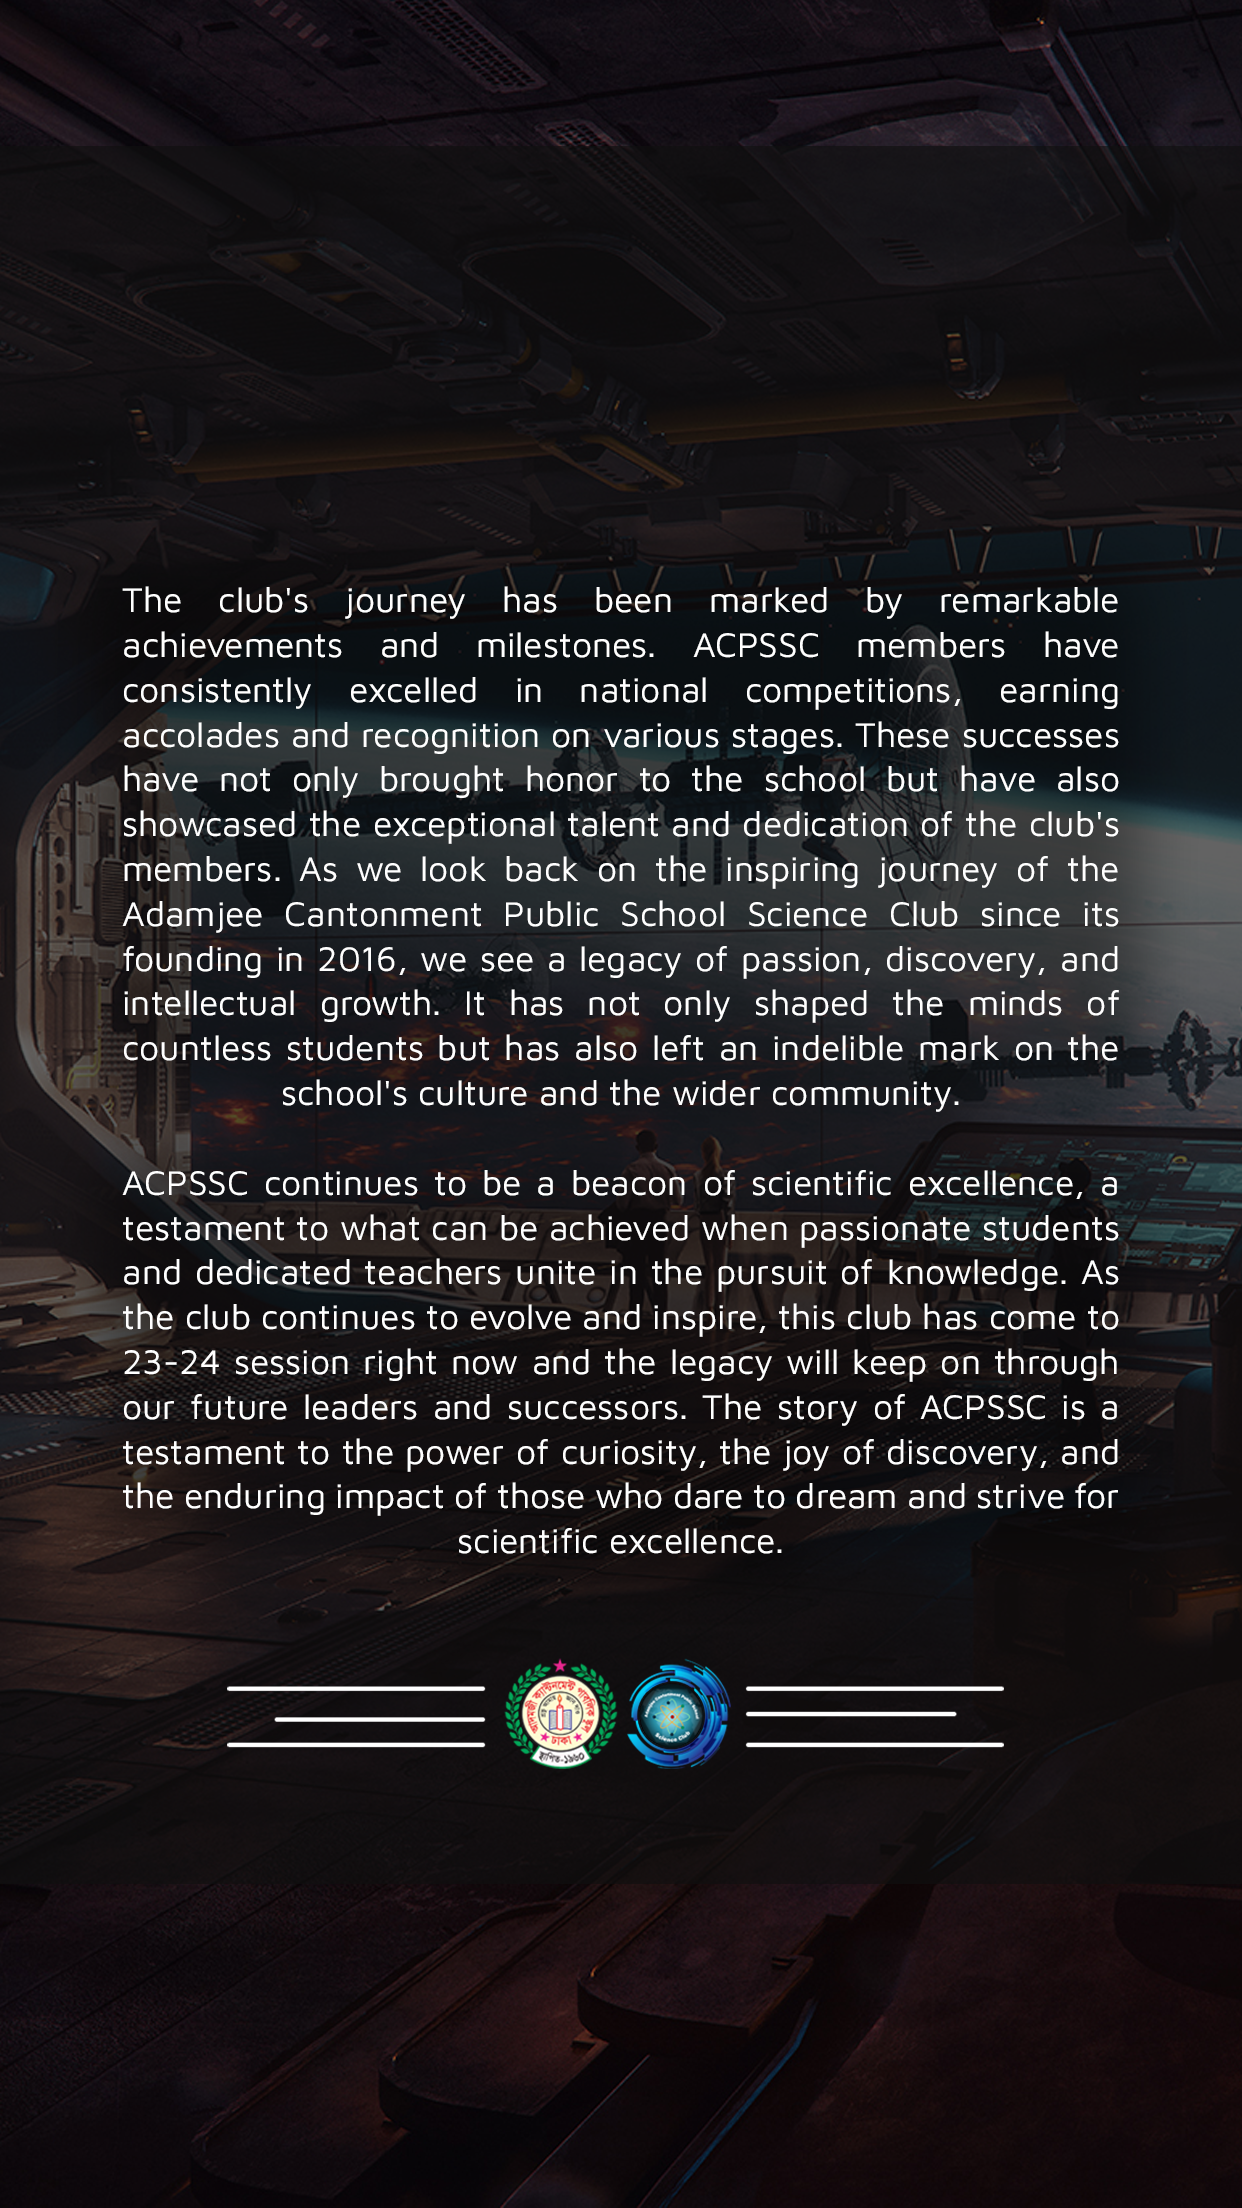 The club's journey has been marked by remarkable
achievements and milestones. ACPSSC members have
consistently excelled in national competitions, earning
accolades and recognition on various stages. These successes
have not only brought honor to the school but have also
showcased the exceptional talent and dedication of the club's
members. As we look back on the inspiring journey of the
Adamjee Cantonment Public School Science Club since its
founding in 2016, we see a legacy of passion, discovery, and
intellectual growth. It has not only shaped the minds of
countless students but has also left an indelible mark on the
school's culture and the wider community.
ACPSSC continues to be a beacon of scientific excellence, a
testament to what can be achieved when passionate students
and dedicated teachers unite in the pursuit of knowledge. As
the club continues to evolve and inspire, this club has come to
23-24 session right now and the legacy will keep on through
our future leaders and successors. The story of ACPSSC is a
testament to the power of curiosity, the joy of discovery, and
the enduring impact of those who dare to dream and strive for
scientific excellence.
আদমজী ক্যান্টনমেন্ট পাবলিক স্কুল
ঢাকা
স্থাপিত-১৯৬০
Adamjee Cantonment Public School
Science Club